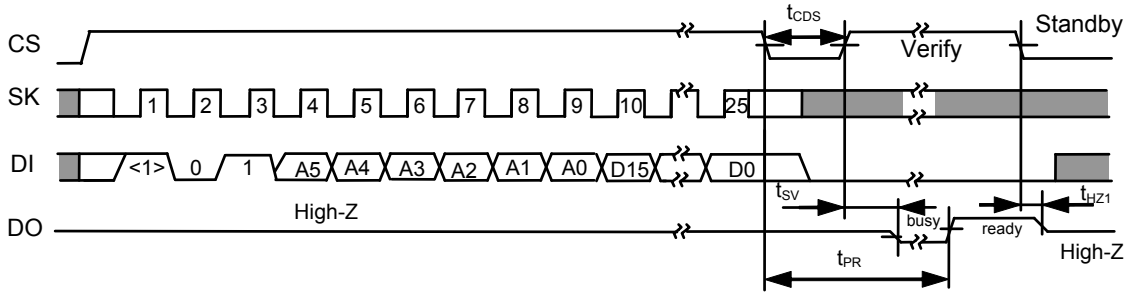 tCDS Standby
CS Verify
SK 1 2 3 4 5 6 7 8 9 10 25
DI <1> 0 1 A5 A4 A3 A2 A1 A0 D15 D0
tSV tHZ1
High-Z busy
DO ready
tPR High-Z